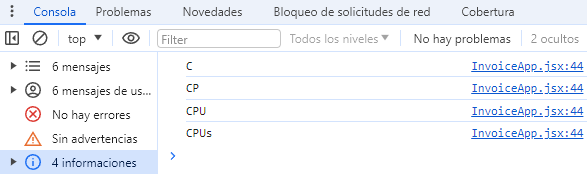 Consola Problemas Novedades Bloqueo de solicitudes de red Cobertura
top Filter Todos los niveles No hay problemas 2 ocultos
6 mensajes
6 mensajes de us...
No hay errores
Sin advertencias
4 informaciones
C InvoiceApp.jsx:44
CP InvoiceApp.jsx:44
CPU InvoiceApp.jsx:44
CPUs InvoiceApp.jsx:44